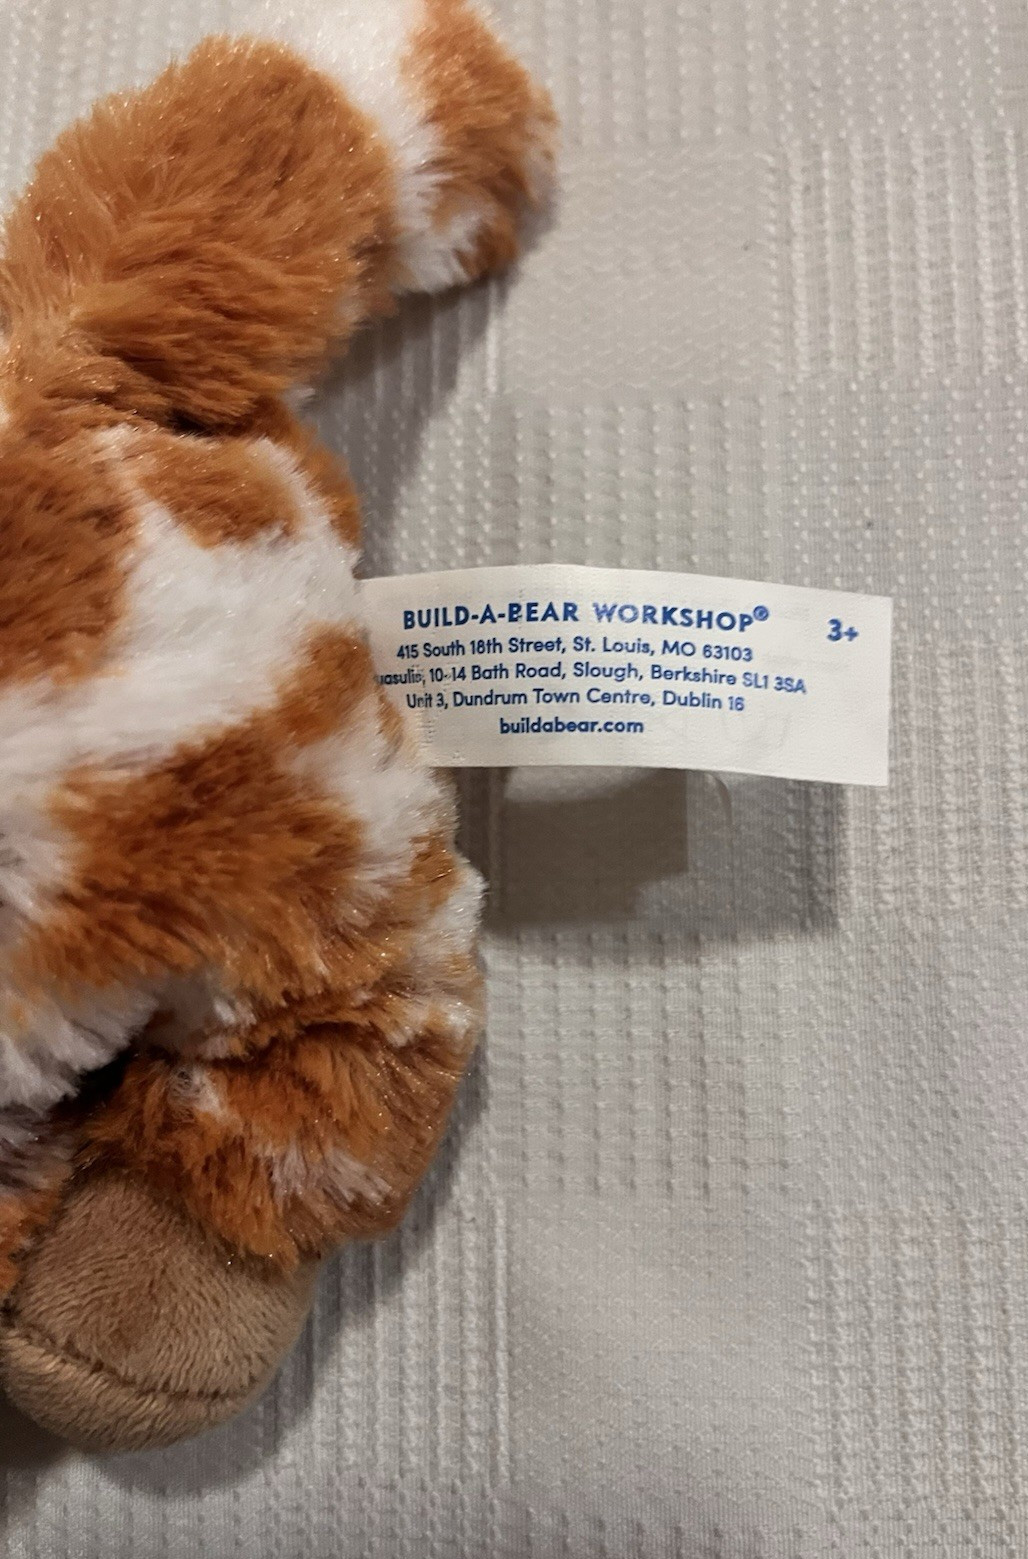 BUILD-A-BEAR WORKSHOP® 3+
415 South 18th Street, St. Louis, MO 63103
10-14 Bath Road, Slough, Berkshire SL1 3SA
Unit 3, Dundrum Town Centre, Dublin 16
buildabear.com